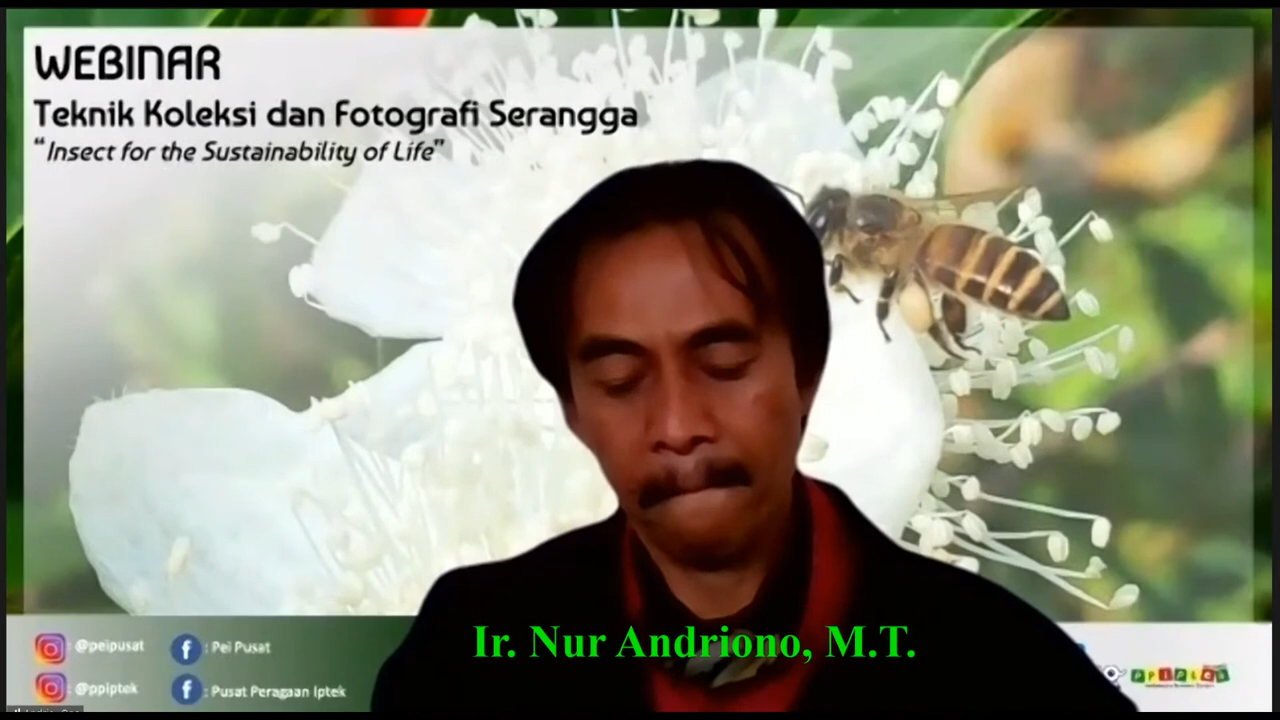 WEBINAR
Teknik Koleksi dan Fotografi Serangga
“Insect for the Sustainability of Life”
Ir. Nur Andriono, M.T.
: @peipusat
: Pei Pusat
: @ppiptek
: Pusat Peragaan Iptek
PPIPTEK